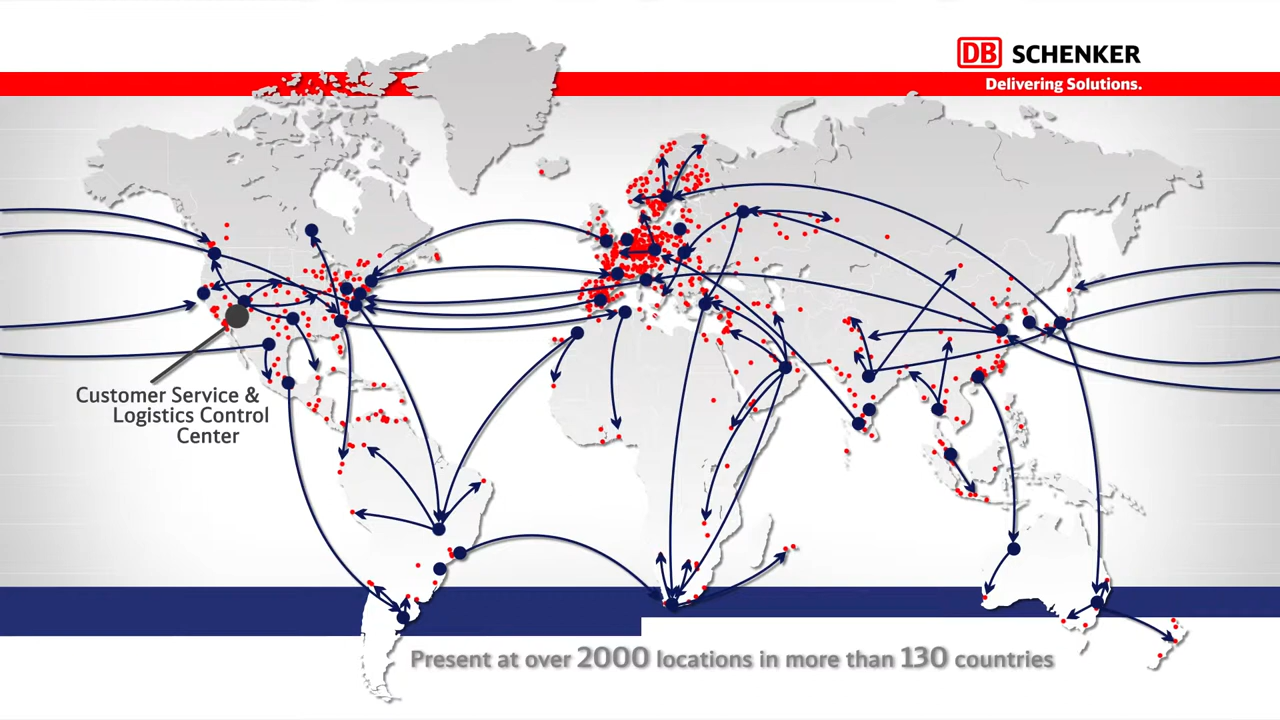 DB SCHENKER
Delivering Solutions.
Customer Service &
Logistics Control
Center
Present at over 2000 locations in more than 130 countries